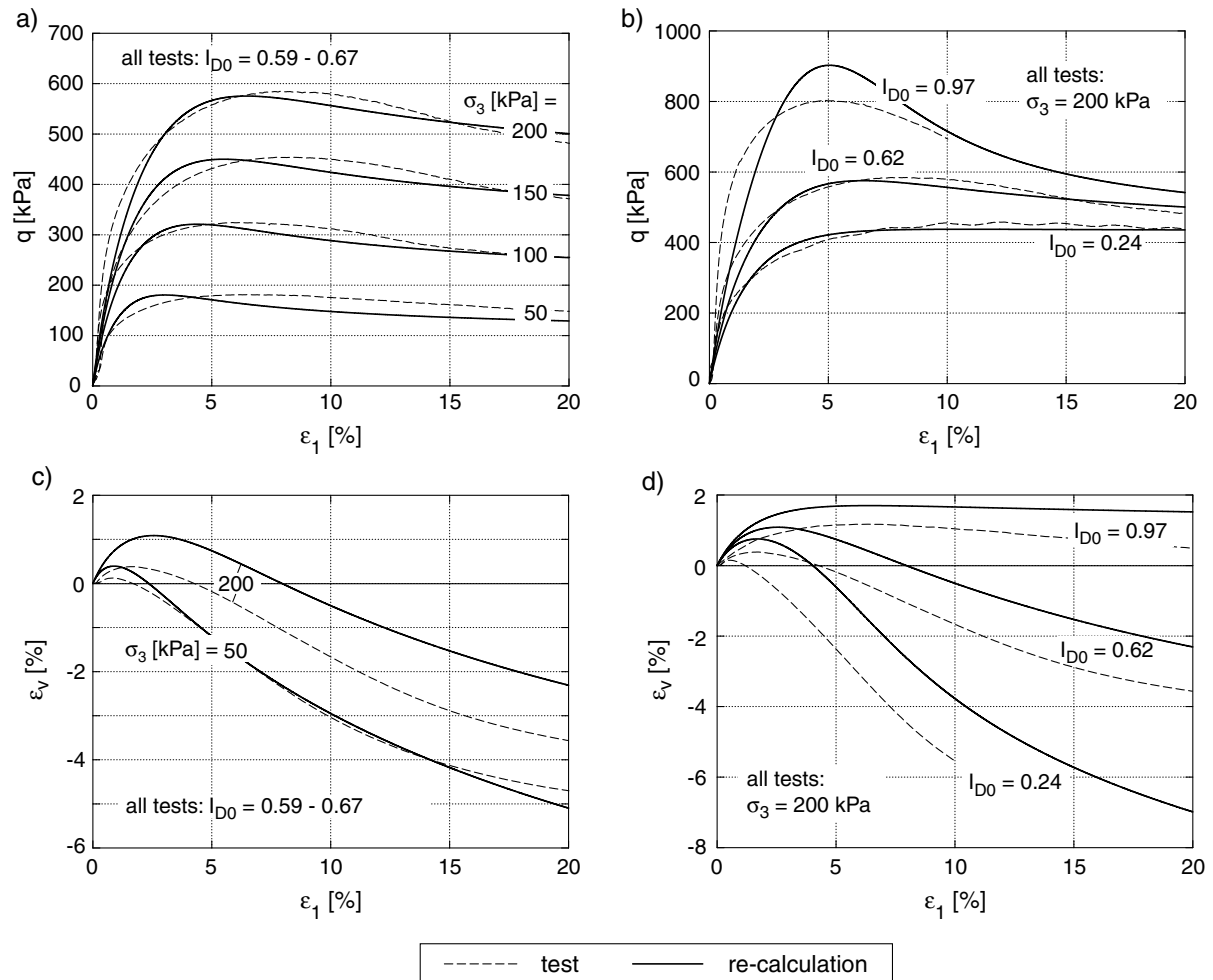 a)
700
600
500
400
300
200
100
0
q [kPa]
all tests: I_D0 = 0.59 - 0.67
σ_3 [kPa] =
200
150
100
50
0 5 10 15 20
ε_1 [%]
b)
1000
800
600
400
200
0
q [kPa]
all tests:
σ_3 = 200 kPa
I_D0 = 0.97
I_D0 = 0.62
I_D0 = 0.24
0 5 10 15 20
ε_1 [%]
c)
2
0
-2
-4
-6
ε_v [%]
200
σ_3 [kPa] = 50
all tests: I_D0 = 0.59 - 0.67
0 5 10 15 20
ε_1 [%]
d)
2
0
-2
-4
-6
-8
ε_v [%]
I_D0 = 0.97
I_D0 = 0.62
I_D0 = 0.24
all tests:
σ_3 = 200 kPa
0 5 10 15 20
ε_1 [%]
test
re-calculation